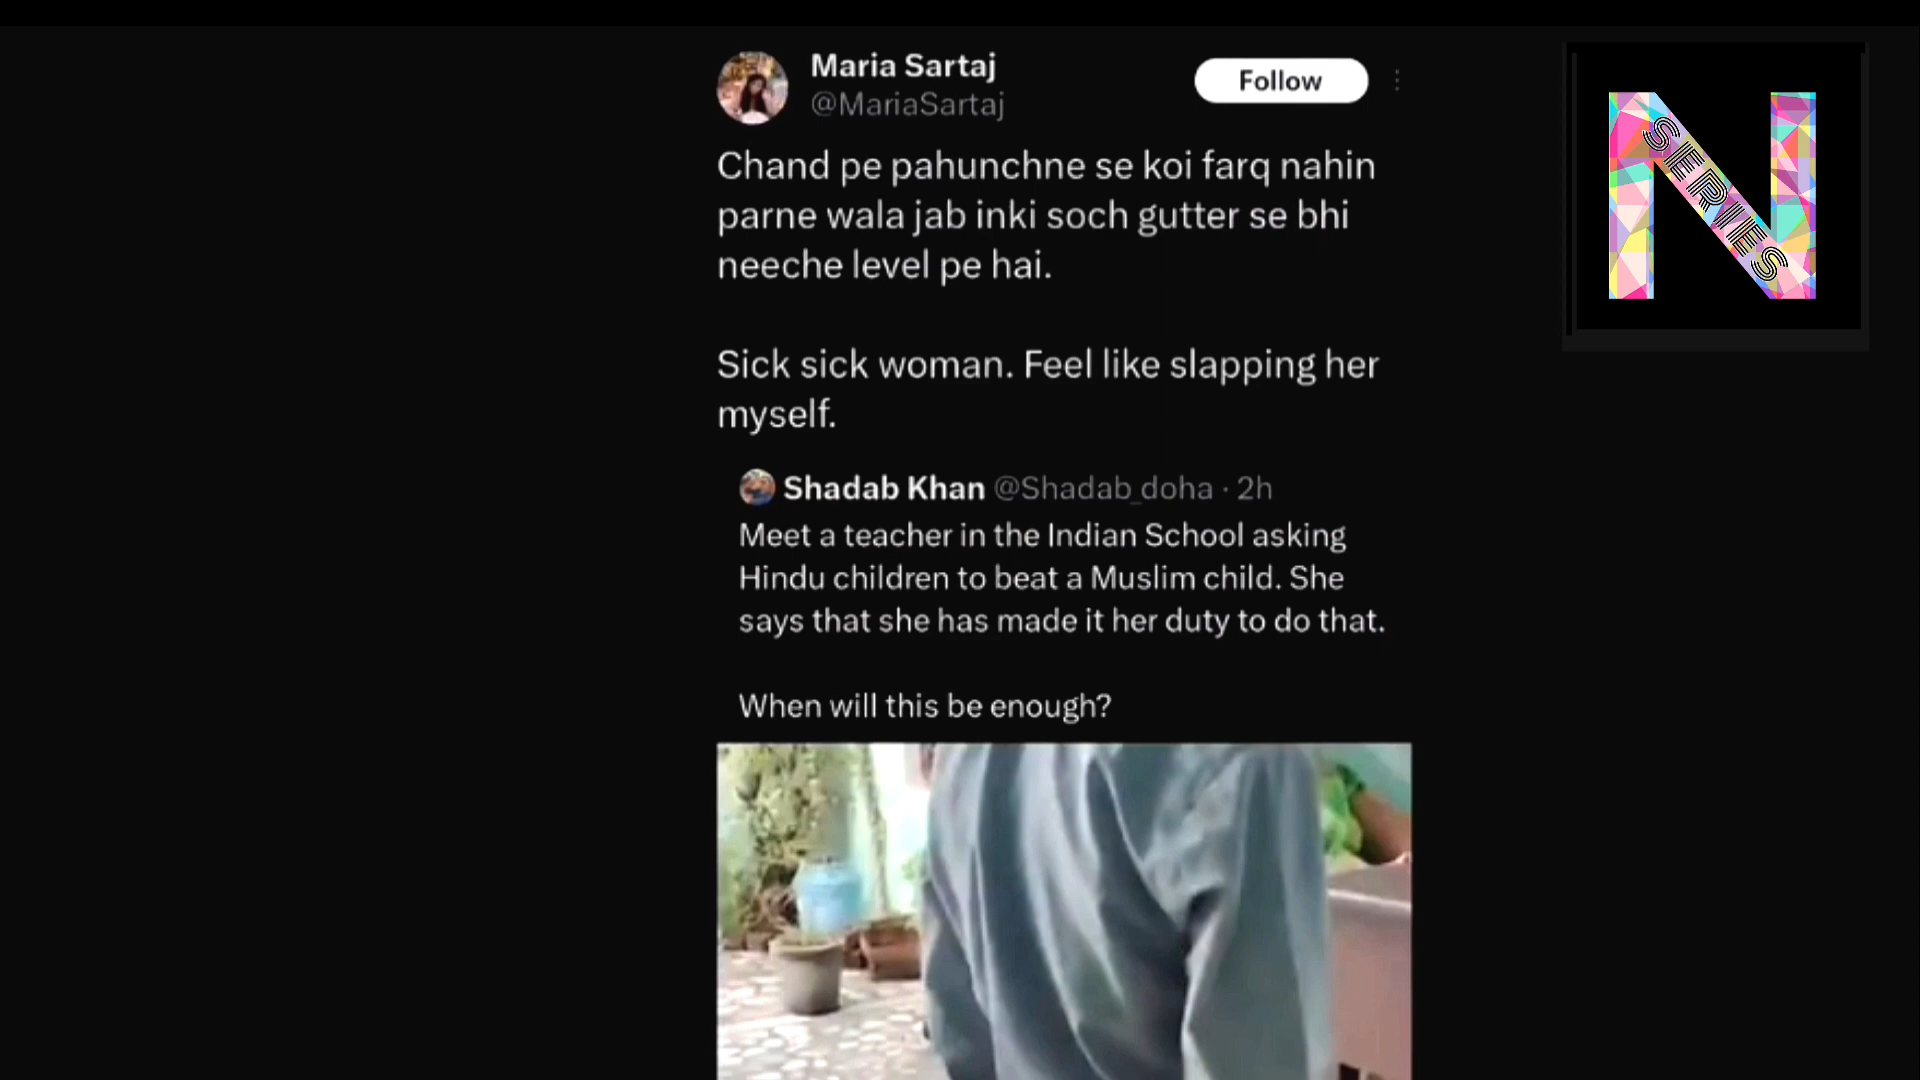 Maria Sartaj
@MariaSartaj
Follow
Chand pe pahunchne se koi farq nahin
parne wala jab inki soch gutter se bhi
neeche level pe hai.
Sick sick woman. Feel like slapping her
myself.
Shadab Khan @Shadab_doha · 2h
Meet a teacher in the Indian School asking
Hindu children to beat a Muslim child. She
says that she has made it her duty to do that.
When will this be enough?
N
SERIES